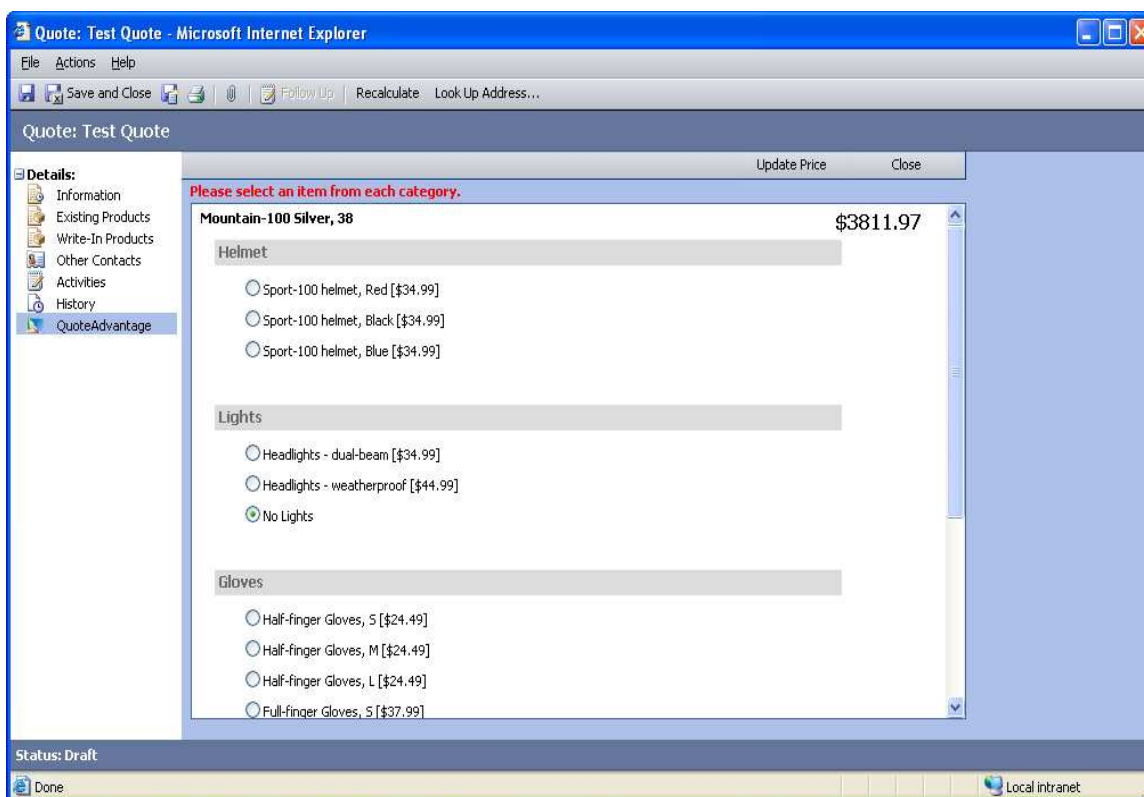 Quote: Test Quote - Microsoft Internet Explorer
File Actions Help
Save and Close Follow Up Recalculate Look Up Address...
Quote: Test Quote
Details:
Information
Existing Products
Write-In Products
Other Contacts
Activities
History
QuoteAdvantage
Update Price Close
Please select an item from each category.
Mountain-100 Silver, 38 $3811.97
Helmet
Sport-100 helmet, Red [$34.99]
Sport-100 helmet, Black [$34.99]
Sport-100 helmet, Blue [$34.99]
Lights
Headlights - dual-beam [$34.99]
Headlights - weatherproof [$44.99]
No Lights
Gloves
Half-finger Gloves, S [$24.49]
Half-finger Gloves, M [$24.49]
Half-finger Gloves, L [$24.49]
Full-finger Gloves, S [$37.99]
Status: Draft
Done Local intranet